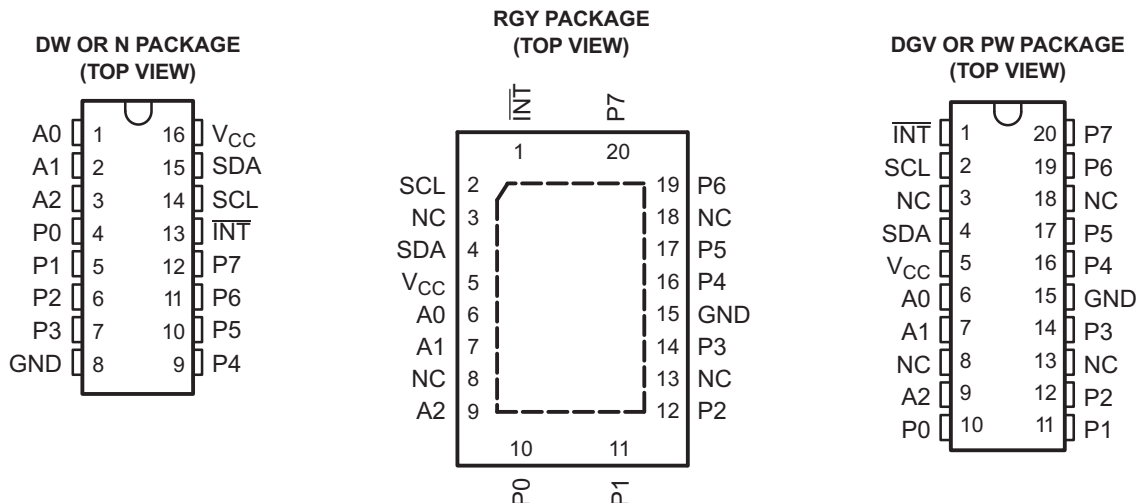 DW OR N PACKAGE
(TOP VIEW)
A0 1 16 VCC
A1 2 15 SDA
A2 3 14 SCL
P0 4 13 INT
P1 5 12 P7
P2 6 11 P6
P3 7 10 P5
GND 8 9 P4
RGY PACKAGE
(TOP VIEW)
INT P7
1 20
SCL 2 19 P6
NC 3 18 NC
SDA 4 17 P5
VCC 5 16 P4
A0 6 15 GND
A1 7 14 P3
NC 8 13 NC
A2 9 12 P2
10 11
P0 P1
DGV OR PW PACKAGE
(TOP VIEW)
INT 1 20 P7
SCL 2 19 P6
NC 3 18 NC
SDA 4 17 P5
VCC 5 16 P4
A0 6 15 GND
A1 7 14 P3
NC 8 13 NC
A2 9 12 P2
P0 10 11 P1